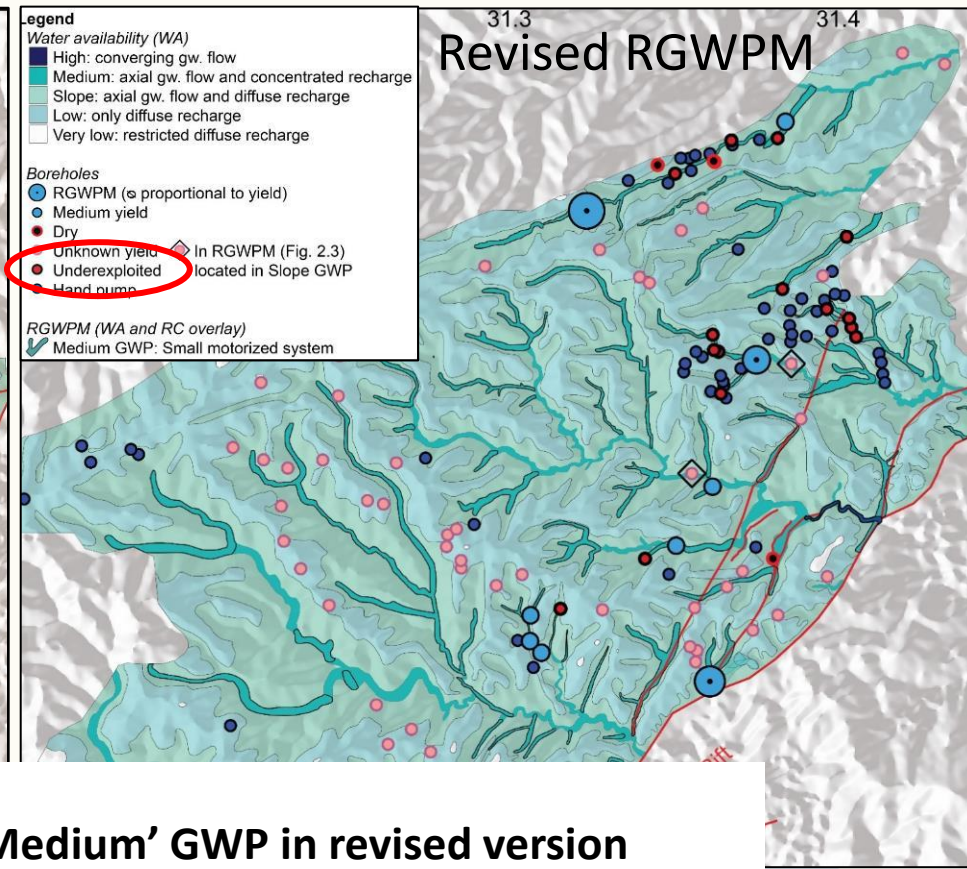 Legend
Water availability (WA)
High: converging gw. flow
Medium: axial gw. flow and concentrated recharge
Slope: axial gw. flow and diffuse recharge
Low: only diffuse recharge
Very low: restricted diffuse recharge
Boreholes
RGWPM (⌀ proportional to yield)
Medium yield
Dry
Unknown yield In RGWPM (Fig. 2.3)
Underexploited located in Slope GWP
Hand pump
RGWPM (WA and RC overlay)
Medium GWP: Small motorized system
31.3 31.4
Revised RGWPM
ift
Medium’ GWP in revised version